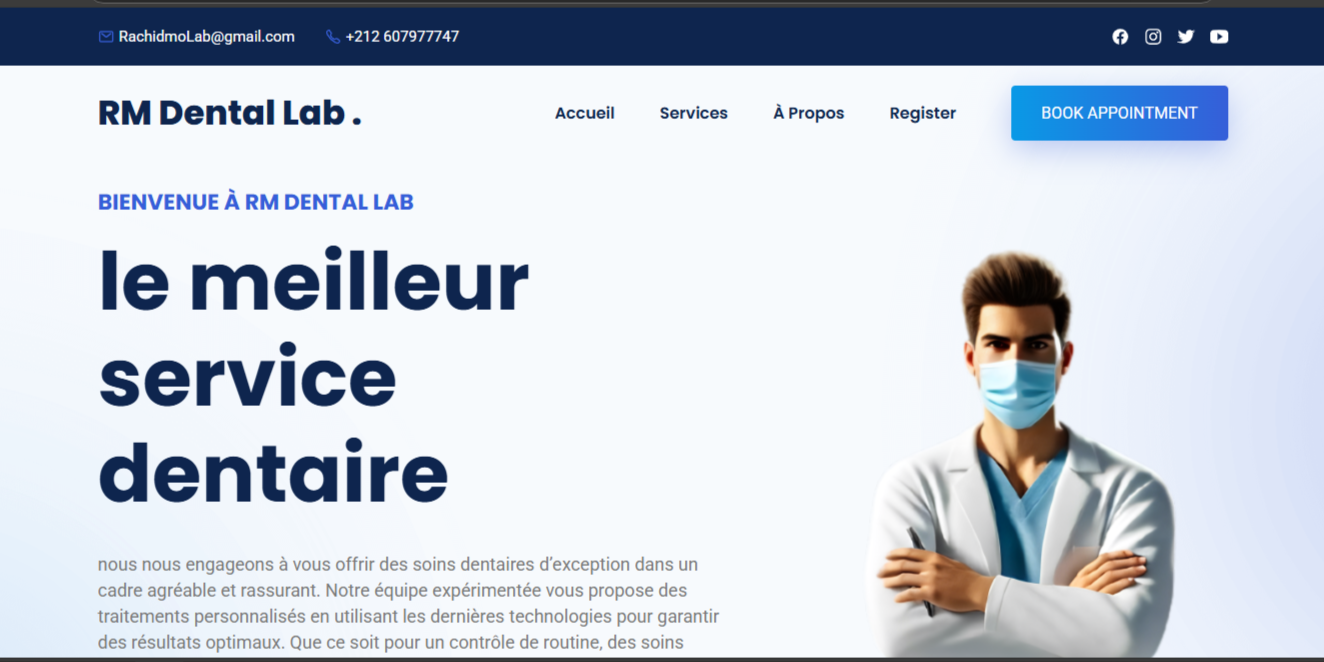 RachidmoLab@gmail.com +212 607977747
RM Dental Lab .
Accueil Services À Propos Register BOOK APPOINTMENT
BIENVENUE À RM DENTAL LAB
le meilleur
service
dentaire
nous nous engageons à vous offrir des soins dentaires d’exception dans un
cadre agréable et rassurant. Notre équipe expérimentée vous propose des
traitements personnalisés en utilisant les dernières technologies pour garantir
des résultats optimaux. Que ce soit pour un contrôle de routine, des soins